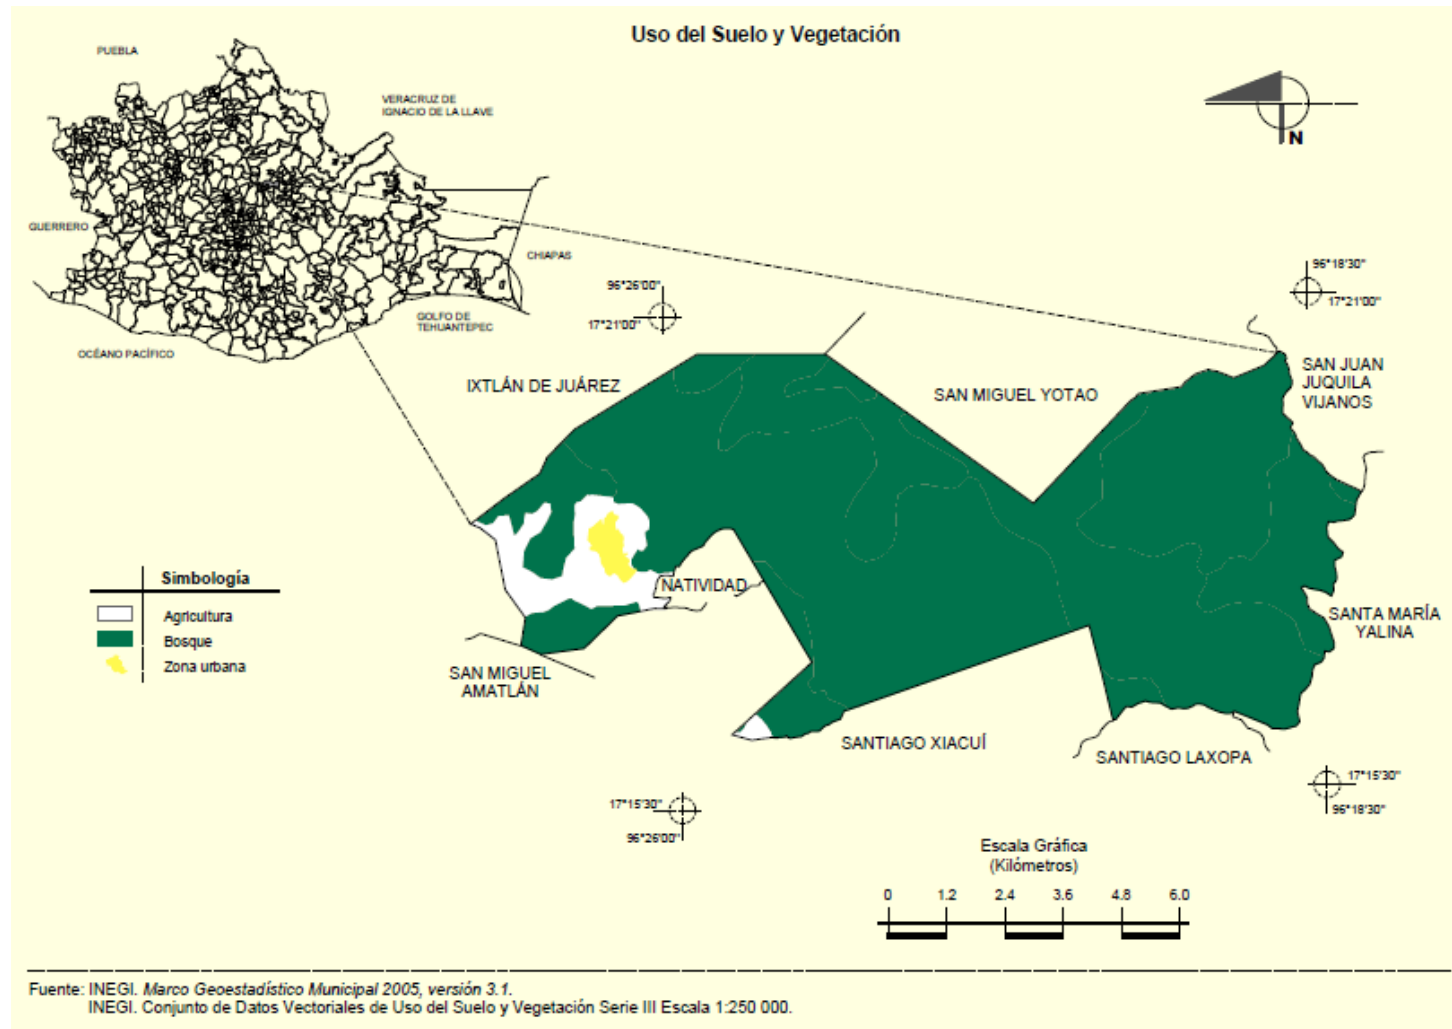 Uso del Suelo y Vegetación
PUEBLA
VERACRUZ DE
IGNACIO DE LA LLAVE
GUERRERO
CHIAPAS
GOLFO DE
TEHUANTEPEC
OCÉANO PACÍFICO
N
96°26'00"
17°21'00"
96°18'30"
17°21'00"
IXTLÁN DE JUÁREZ
SAN MIGUEL YOTAO
SAN JUAN
JUQUILA
VIJANOS
NATIVIDAD
SANTA MARÍA
YALINA
SAN MIGUEL
AMATLÁN
SANTIAGO XIACUÍ
SANTIAGO LAXOPA
Simbología
Agricultura
Bosque
Zona urbana
17°15'30"
96°26'00"
17°15'30"
96°18'30"
Escala Gráfica
(Kilómetros)
0 1.2 2.4 3.6 4.8 6.0
Fuente: INEGI. Marco Geoestadístico Municipal 2005, versión 3.1.
INEGI. Conjunto de Datos Vectoriales de Uso del Suelo y Vegetación Serie III Escala 1:250 000.